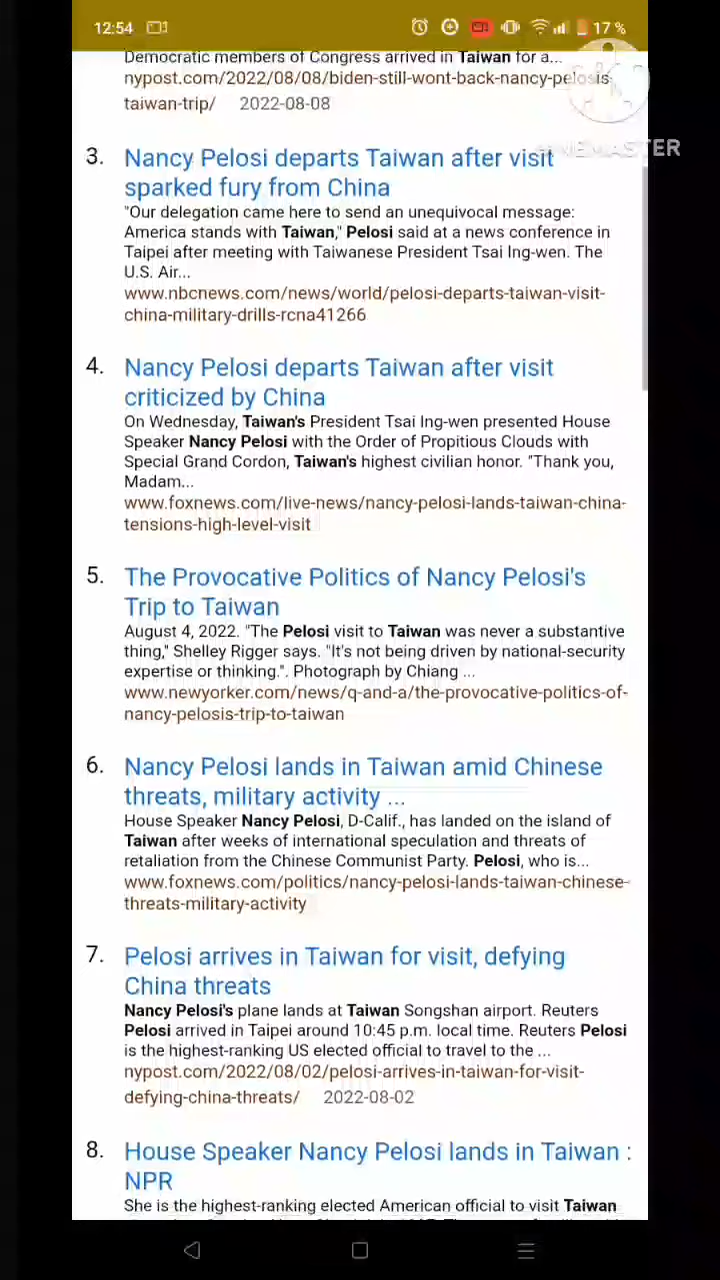 12:54 17 %
Democratic members of Congress arrived in Taiwan for a...
nypost.com/2022/08/08/biden-still-wont-back-nancy-pelosis-
taiwan-trip/ 2022-08-08
3. Nancy Pelosi departs Taiwan after visit
sparked fury from China
"Our delegation came here to send an unequivocal message:
America stands with Taiwan," Pelosi said at a news conference in
Taipei after meeting with Taiwanese President Tsai Ing-wen. The
U.S. Air...
www.nbcnews.com/news/world/pelosi-departs-taiwan-visit-
china-military-drills-rcna41266
4. Nancy Pelosi departs Taiwan after visit
criticized by China
On Wednesday, Taiwan's President Tsai Ing-wen presented House
Speaker Nancy Pelosi with the Order of Propitious Clouds with
Special Grand Cordon, Taiwan's highest civilian honor. "Thank you,
Madam...
www.foxnews.com/live-news/nancy-pelosi-lands-taiwan-china-
tensions-high-level-visit
5. The Provocative Politics of Nancy Pelosi's
Trip to Taiwan
August 4, 2022. "The Pelosi visit to Taiwan was never a substantive
thing," Shelley Rigger says. "It's not being driven by national-security
expertise or thinking.". Photograph by Chiang ...
www.newyorker.com/news/q-and-a/the-provocative-politics-of-
nancy-pelosis-trip-to-taiwan
6. Nancy Pelosi lands in Taiwan amid Chinese
threats, military activity ...
House Speaker Nancy Pelosi, D-Calif., has landed on the island of
Taiwan after weeks of international speculation and threats of
retaliation from the Chinese Communist Party. Pelosi, who is...
www.foxnews.com/politics/nancy-pelosi-lands-taiwan-chinese-
threats-military-activity
7. Pelosi arrives in Taiwan for visit, defying
China threats
Nancy Pelosi's plane lands at Taiwan Songshan airport. Reuters
Pelosi arrived in Taipei around 10:45 p.m. local time. Reuters Pelosi
is the highest-ranking US elected official to travel to the ...
nypost.com/2022/08/02/pelosi-arrives-in-taiwan-for-visit-
defying-china-threats/ 2022-08-02
8. House Speaker Nancy Pelosi lands in Taiwan :
NPR
She is the highest-ranking elected American official to visit Taiwan